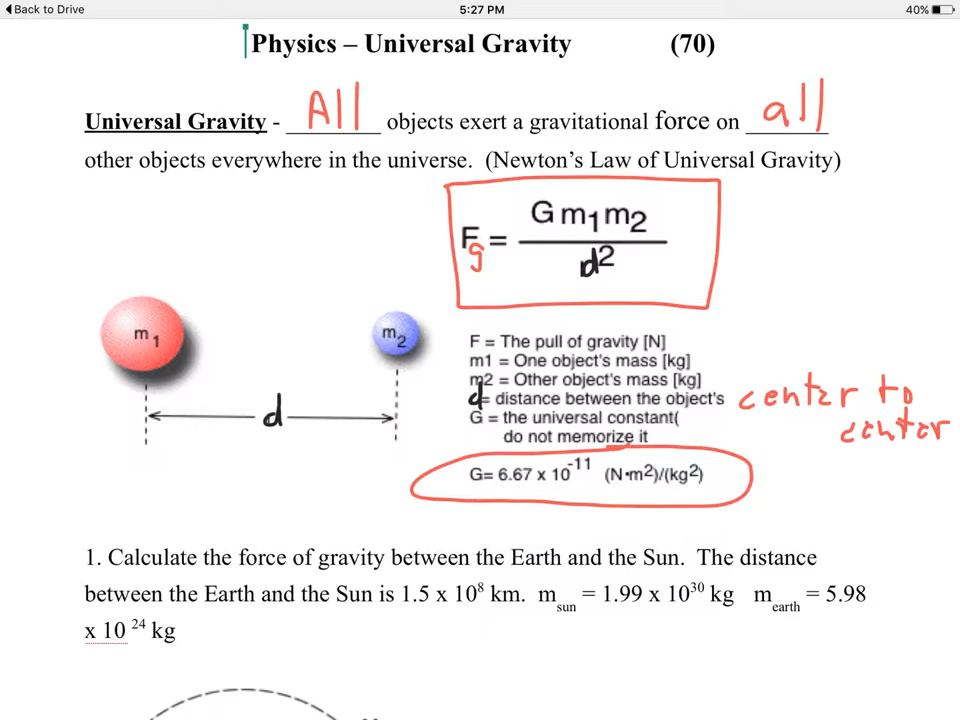 Back to Drive 5:27 PM 40%
Physics – Universal Gravity (70)
Universal Gravity - All objects exert a gravitational force on all
other objects everywhere in the universe. (Newton's Law of Universal Gravity)
Fg = G m1 m2 / d2
m1
m2
d
F = The pull of gravity [N]
m1 = One object's mass [kg]
m2 = Other object's mass [kg]
d = distance between the object's center to center
G = the universal constant(
do not memorize it
G= 6.67 x 10-11 (N•m2)/(kg2)
1. Calculate the force of gravity between the Earth and the Sun. The distance
between the Earth and the Sun is 1.5 x 10⁸ km. m sun = 1.99 x 10³⁰ kg m earth = 5.98
x 10 ²⁴ kg